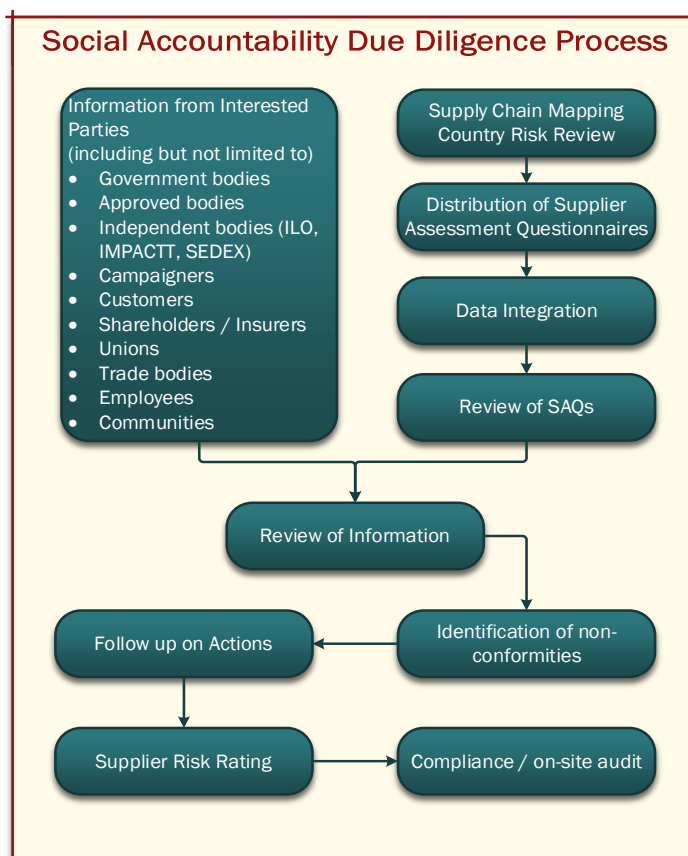 Social Accountability Due Diligence Process
Information from Interested
Parties
(including but not limited to)
• Government bodies
• Approved bodies
• Independent bodies (ILO,
IMPACTT, SEDEX)
• Campaigners
• Customers
• Shareholders / Insurers
• Unions
• Trade bodies
• Employees
• Communities
Supply Chain Mapping
Country Risk Review
Distribution of Supplier
Assessment Questionnaires
Data Integration
Review of SAQs
Review of Information
Identification of non-
conformities
Follow up on Actions
Supplier Risk Rating
Compliance / on-site audit